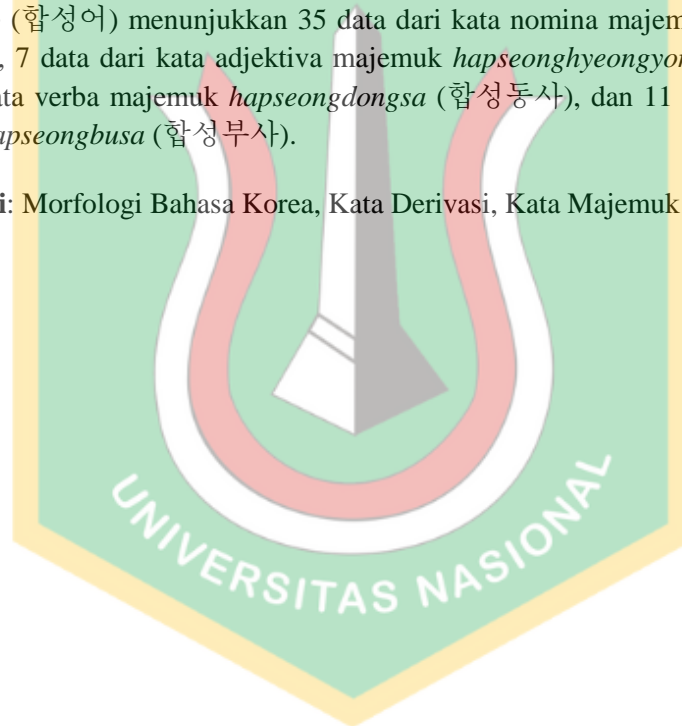 (합성어) menunjukkan 35 data dari kata nomina majem
, 7 data dari kata adjektiva majemuk hapseonghyeongyon
ata verba majemuk hapseongdongsa (합성동사), dan 11
apseongbusa (합성부사).
i: Morfologi Bahasa Korea, Kata Derivasi, Kata Majemuk
UNIVERSITAS NASIONAL